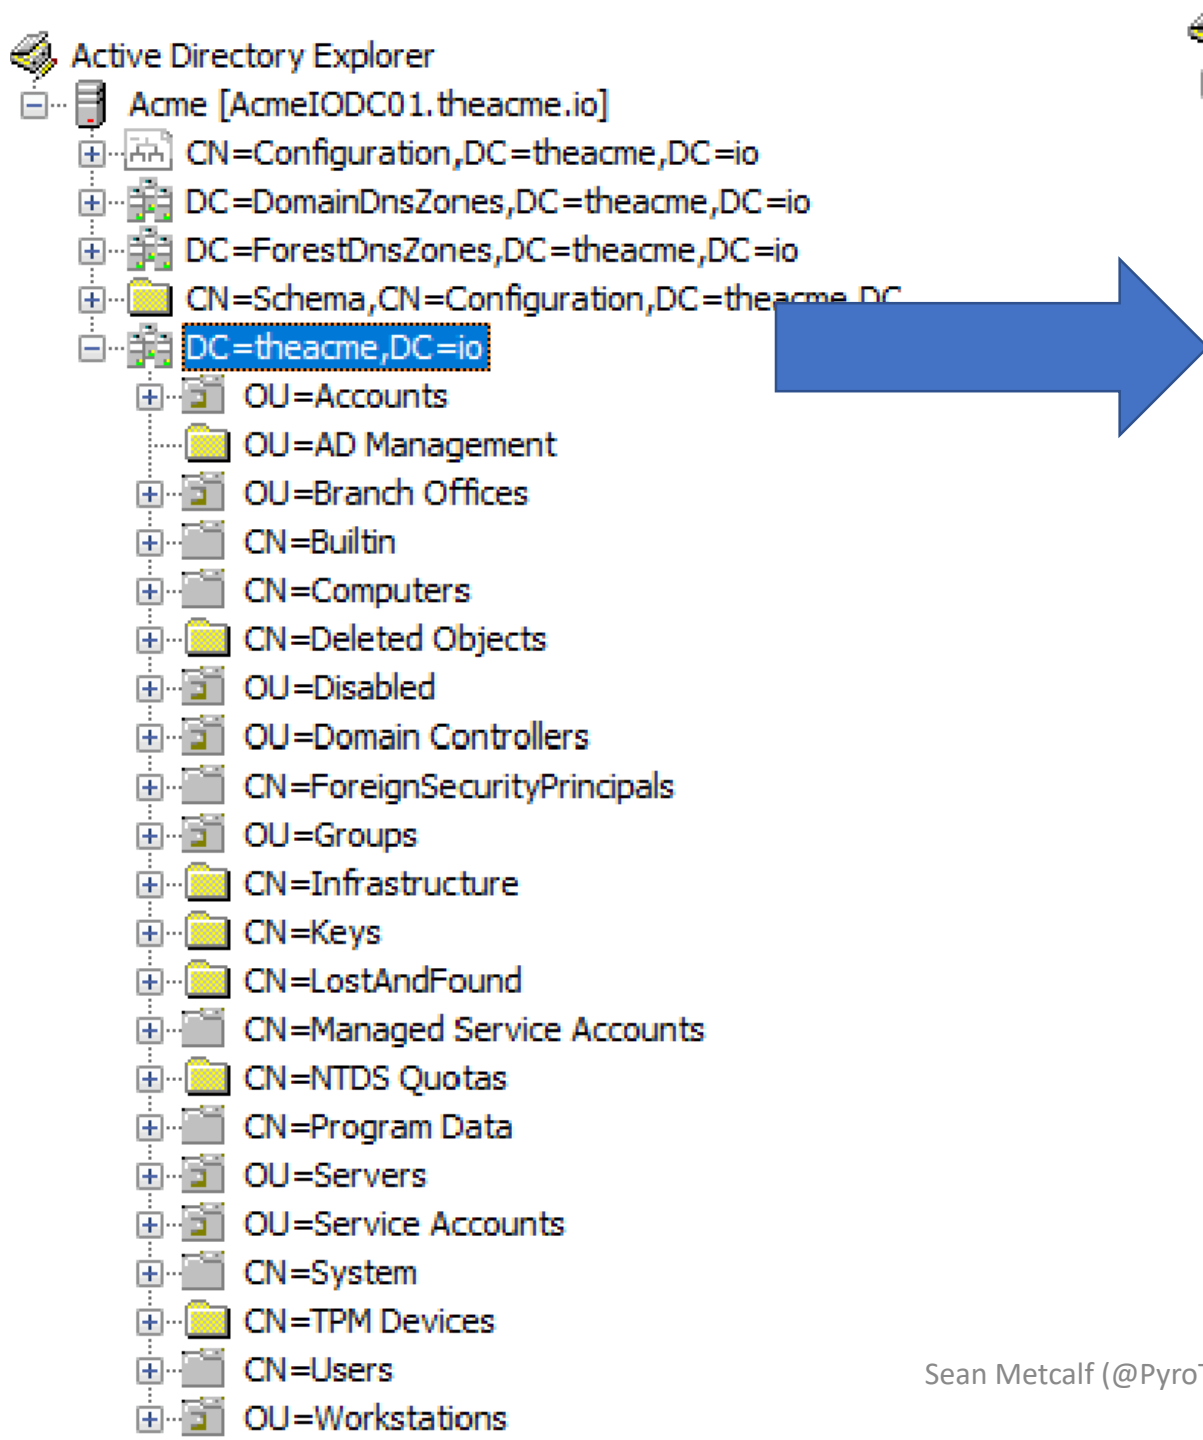 Active Directory Explorer
Acme [AcmeIODC01.theacme.io]
CN=Configuration,DC=theacme,DC=io
DC=DomainDnsZones,DC=theacme,DC=io
DC=ForestDnsZones,DC=theacme,DC=io
CN=Schema,CN=Configuration,DC=theacme,DC
DC=theacme,DC=io
OU=Accounts
OU=AD Management
OU=Branch Offices
CN=Builtin
CN=Computers
CN=Deleted Objects
OU=Disabled
OU=Domain Controllers
CN=ForeignSecurityPrincipals
OU=Groups
CN=Infrastructure
CN=Keys
CN=LostAndFound
CN=Managed Service Accounts
CN=NTDS Quotas
CN=Program Data
OU=Servers
OU=Service Accounts
CN=System
CN=TPM Devices
CN=Users
Sean Metcalf (@Pyro
OU=Workstations